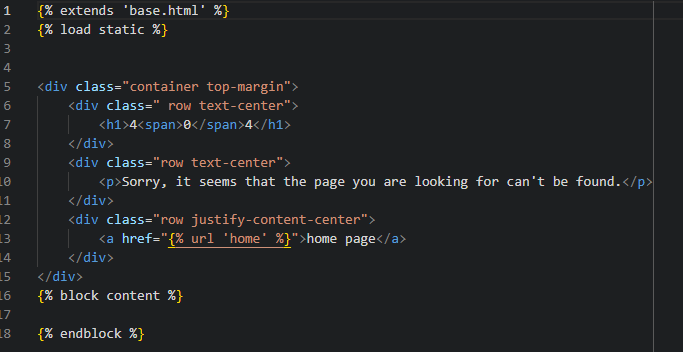 1 {% extends 'base.html' %}
2 {% load static %}
3
4
5 <div class="container top-margin">
6     <div class=" row text-center">
7         <h1>4<span>0</span>4</h1>
8     </div>
9     <div class="row text-center">
10         <p>Sorry, it seems that the page you are looking for can't be found.</p>
11     </div>
12     <div class="row justify-content-center">
13         <a href="{% url 'home' %}">home page</a>
14     </div>
15 </div>
16 {% block content %}
17
18 {% endblock %}